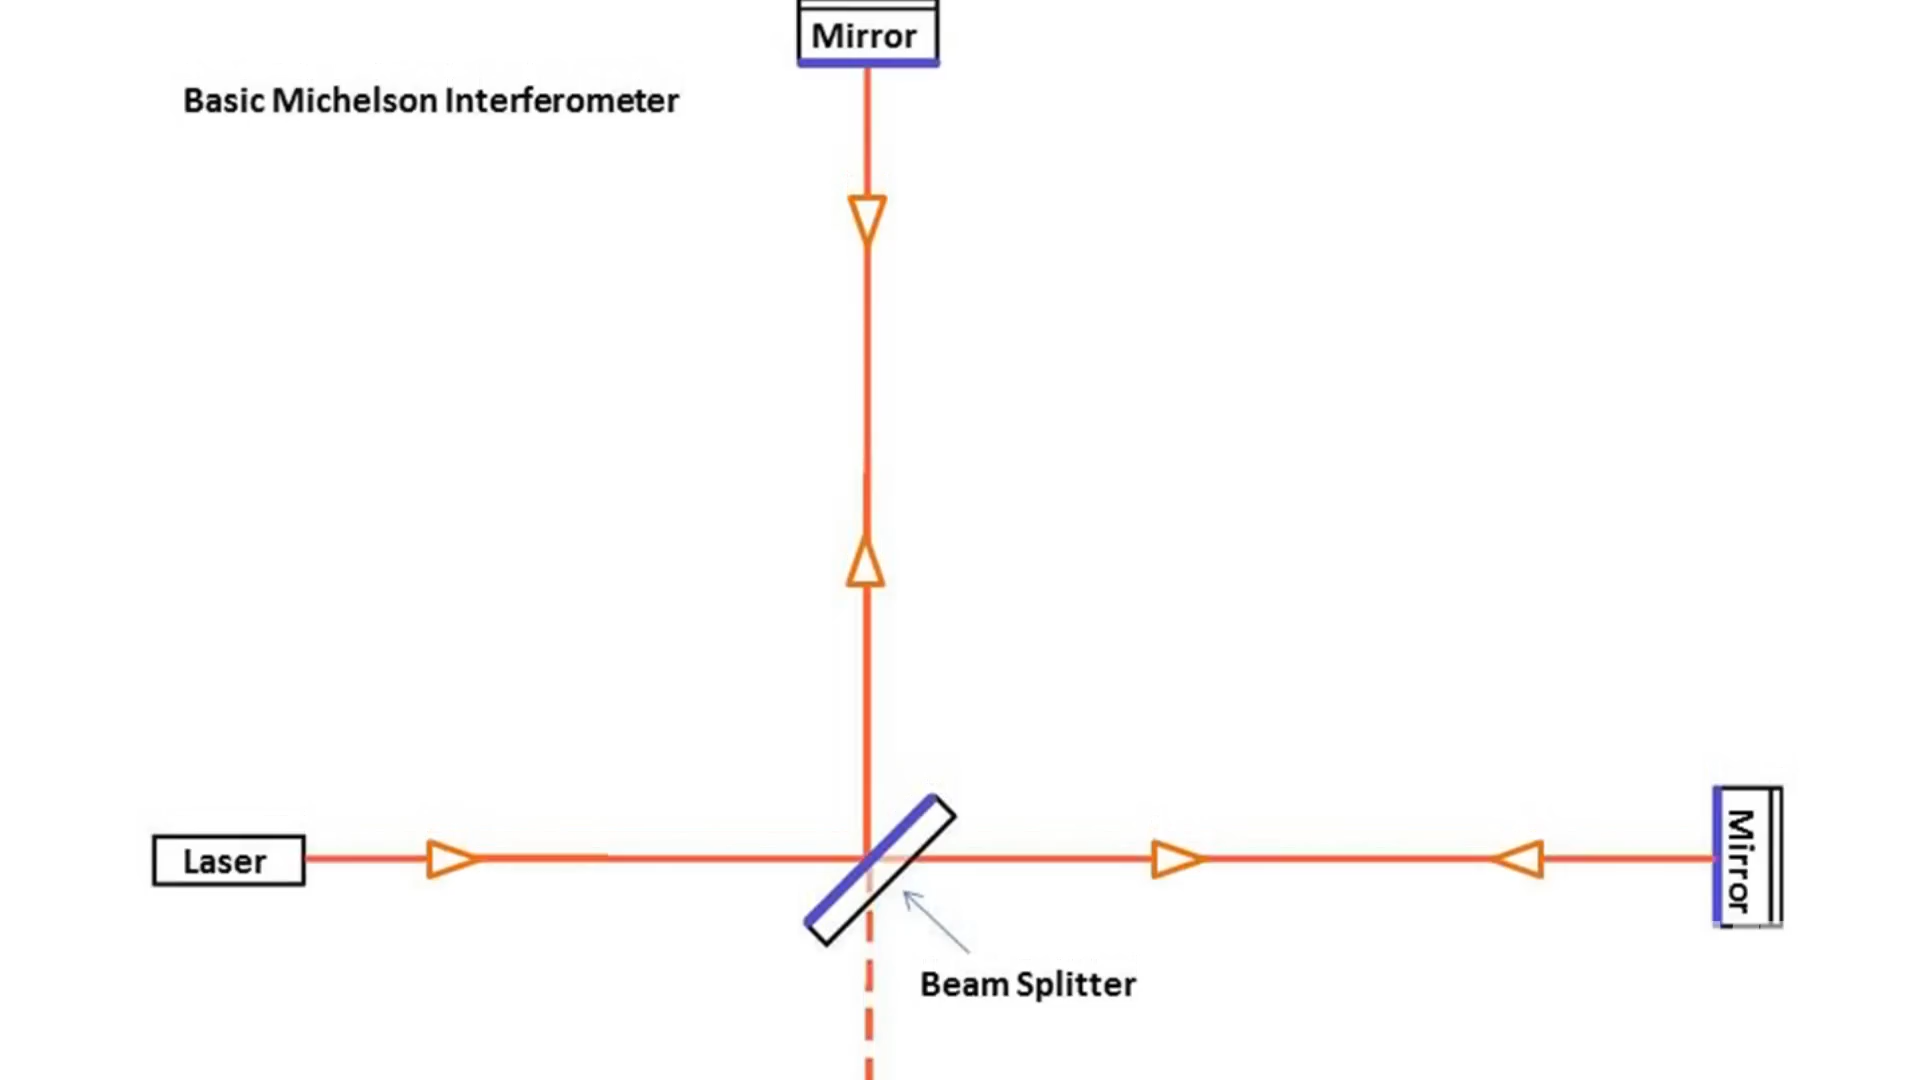 Mirror
Basic Michelson Interferometer
Laser
Mirror
Beam Splitter